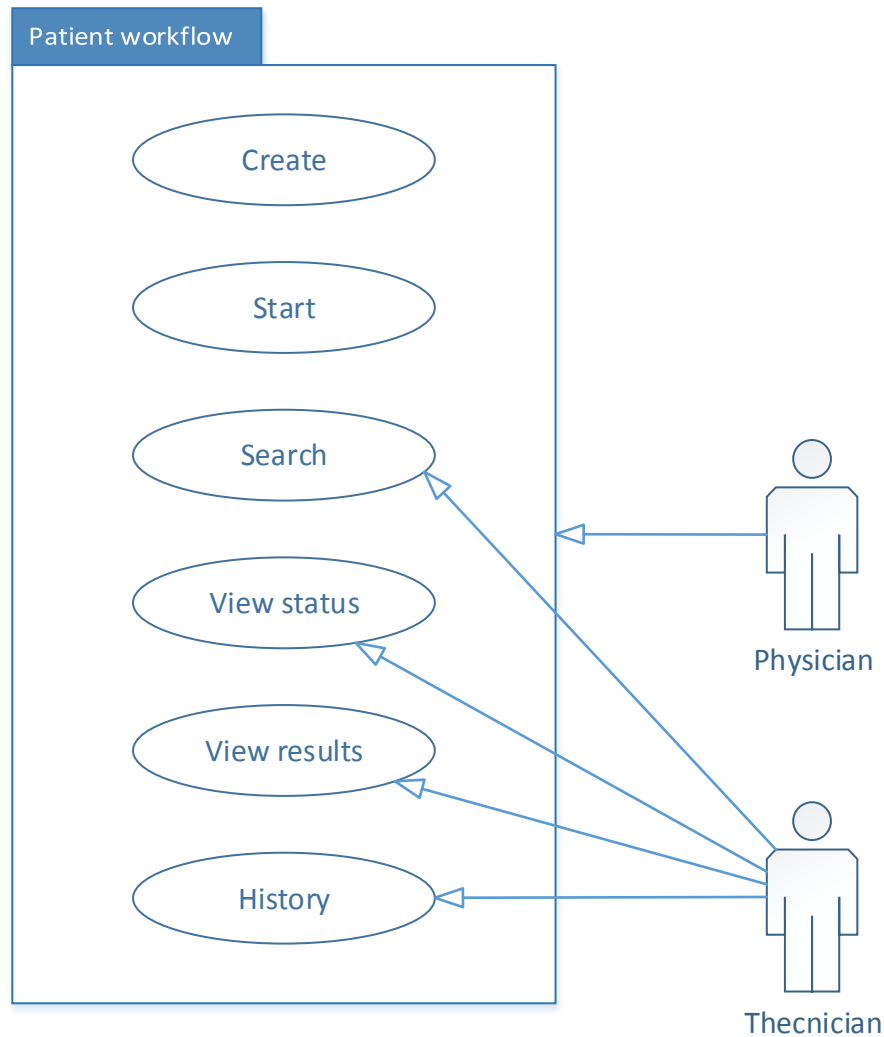 Patient workflow
Create
Start
Search
View status
View results
History
Physician
Thecnician